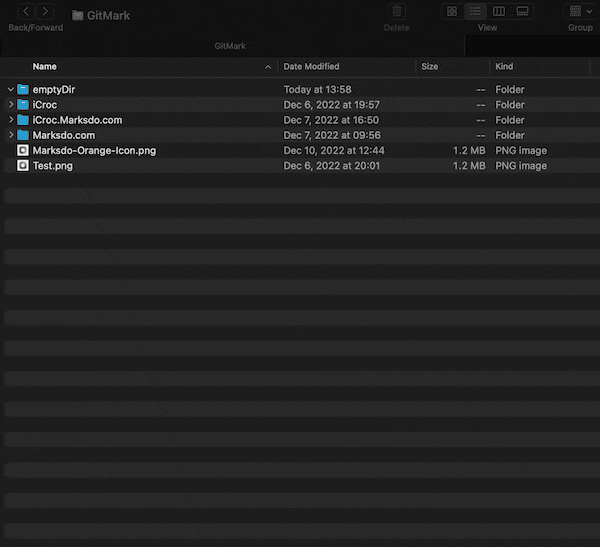 GitMark
Back/Forward Delete View Group
GitMark
Name Date Modified Size Kind
emptyDir Today at 13:58 -- Folder
iCroc Dec 6, 2022 at 19:57 -- Folder
iCroc.Marksdo.com Dec 7, 2022 at 16:50 -- Folder
Marksdo.com Dec 7, 2022 at 09:56 -- Folder
Marksdo-Orange-Icon.png Dec 10, 2022 at 12:44 1.2 MB PNG image
Test.png Dec 6, 2022 at 20:01 1.2 MB PNG image